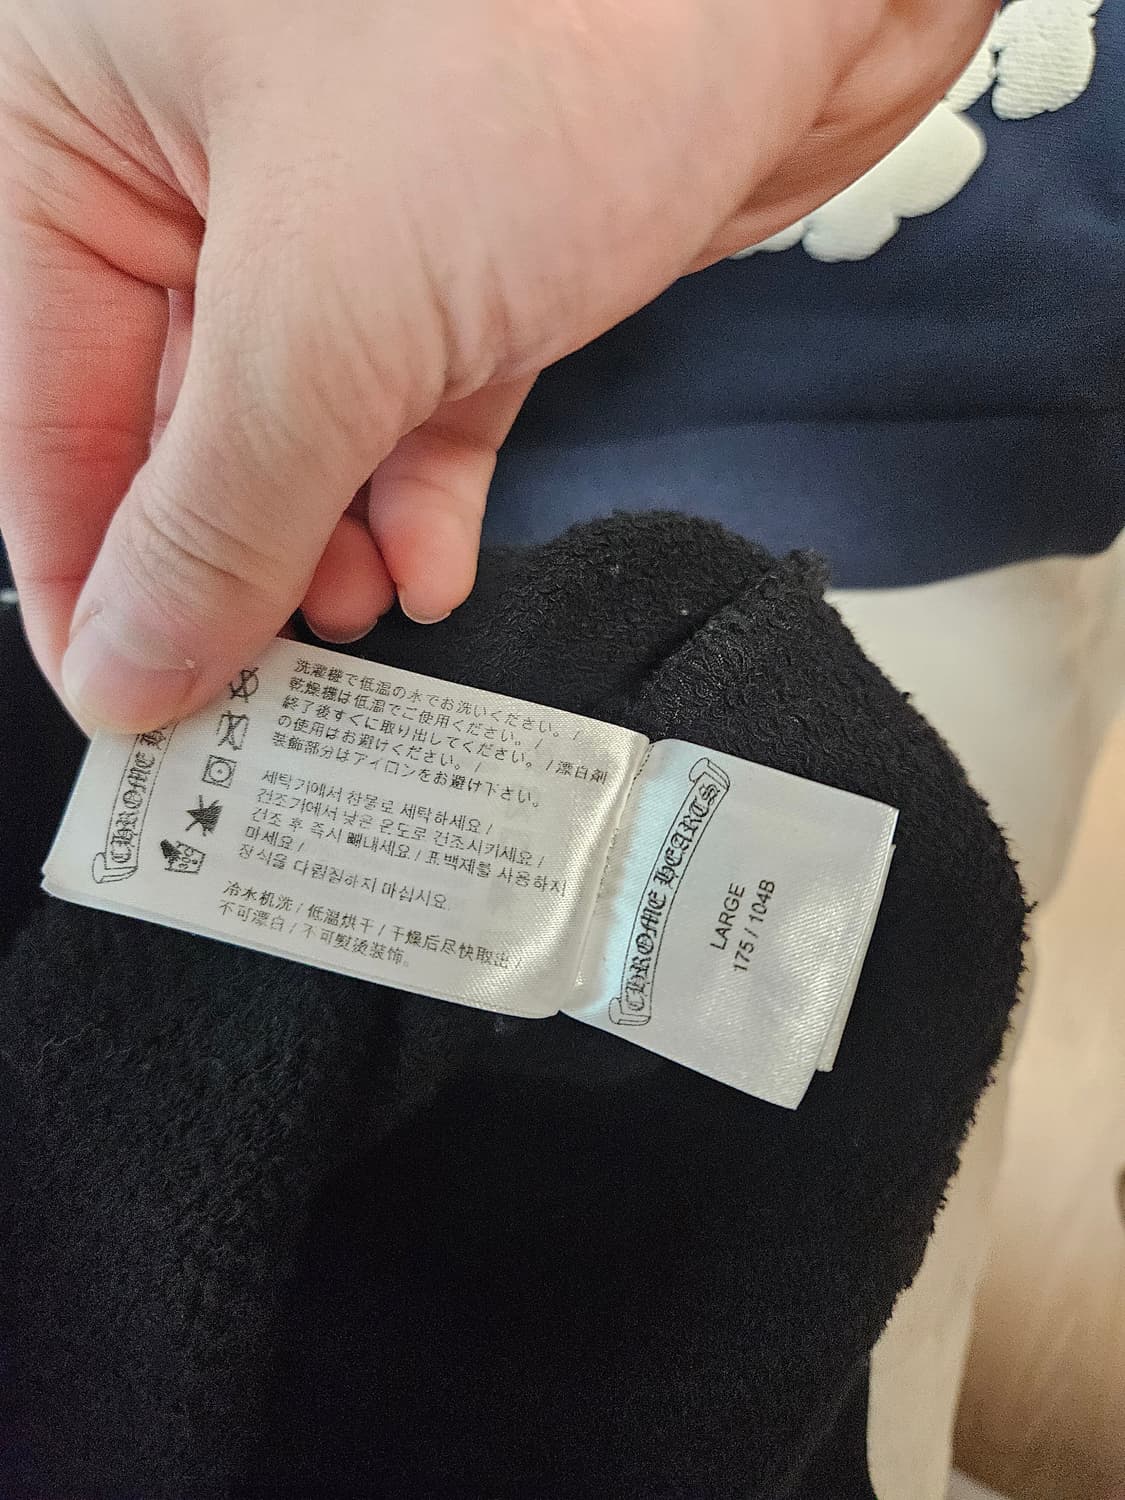 CHROME H
洗濯機で低温の水でお洗いください。/
乾燥機は低温でご使用ください。/
終了後すぐに取り出してください。/漂白剤
の使用はお避けください。/
装飾部分はアイロンをお避け下さい。
세탁기에서 찬물로 세탁하세요 /
건조기에서 낮은 온도로 건조시키세요 /
건조 후 즉시 빼내세요 / 표백제를 사용하지
마세요 /
장식을 다림질하지 마십시요.
冷水机洗 / 低温烘干 / 干燥后尽快取出 /
不可漂白 / 不可熨烫装饰。
CHROME HEARTS
LARGE
175 / 104B